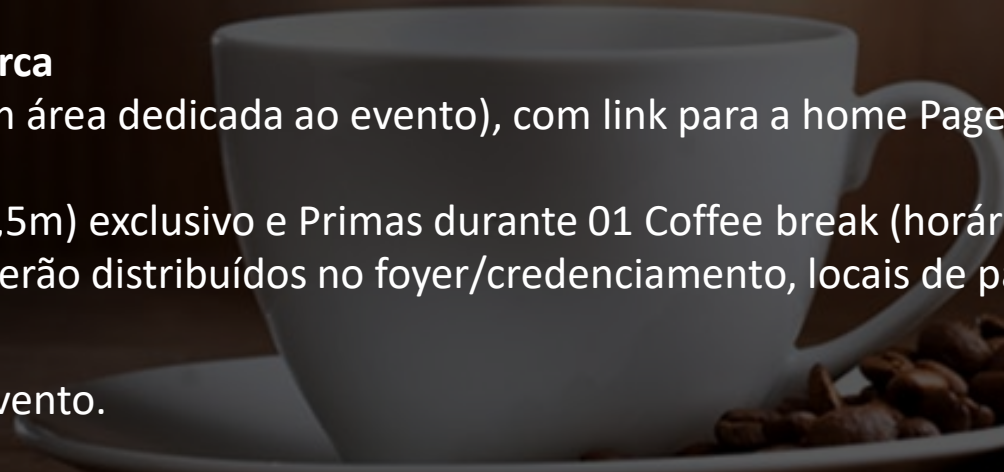 rca
m área dedicada ao evento), com link para a home Page
,5m) exclusivo e Primas durante 01 Coffee break (horár
erão distribuídos no foyer/credenciamento, locais de pa
vento.